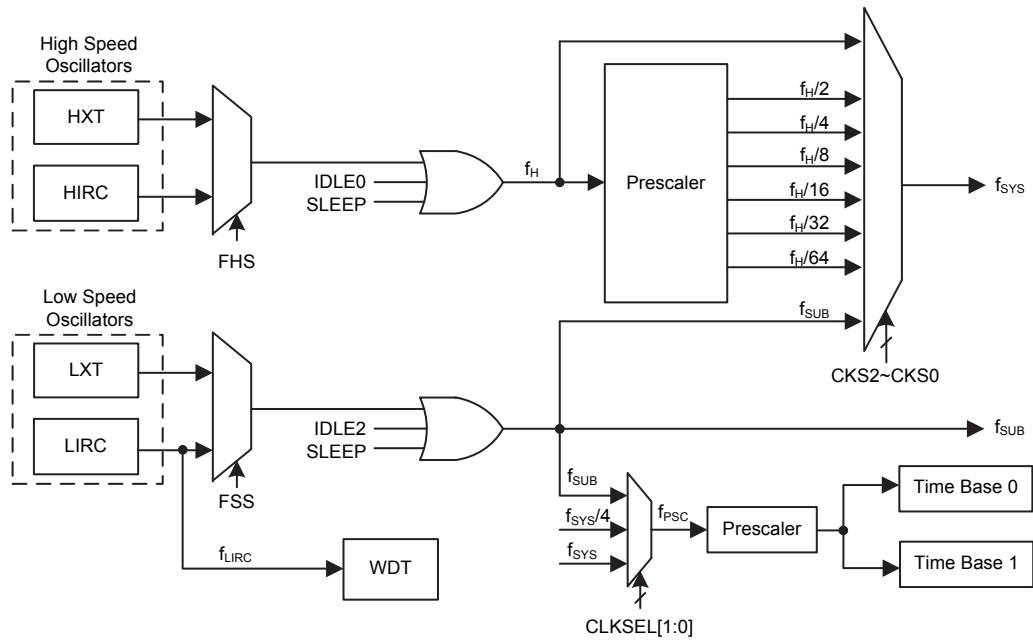 High Speed
Oscillators
HXT
HIRC
FHS
IDLE0
SLEEP
fH
Prescaler
fH/2
fH/4
fH/8
fH/16
fH/32
fH/64
fSUB
CKS2~CKS0
fSYS
Low Speed
Oscillators
LXT
LIRC
FSS
IDLE2
SLEEP
fSUB
fLIRC
WDT
fSUB
fSYS/4
fSYS
CLKSEL[1:0]
fPSC
Prescaler
Time Base 0
Time Base 1